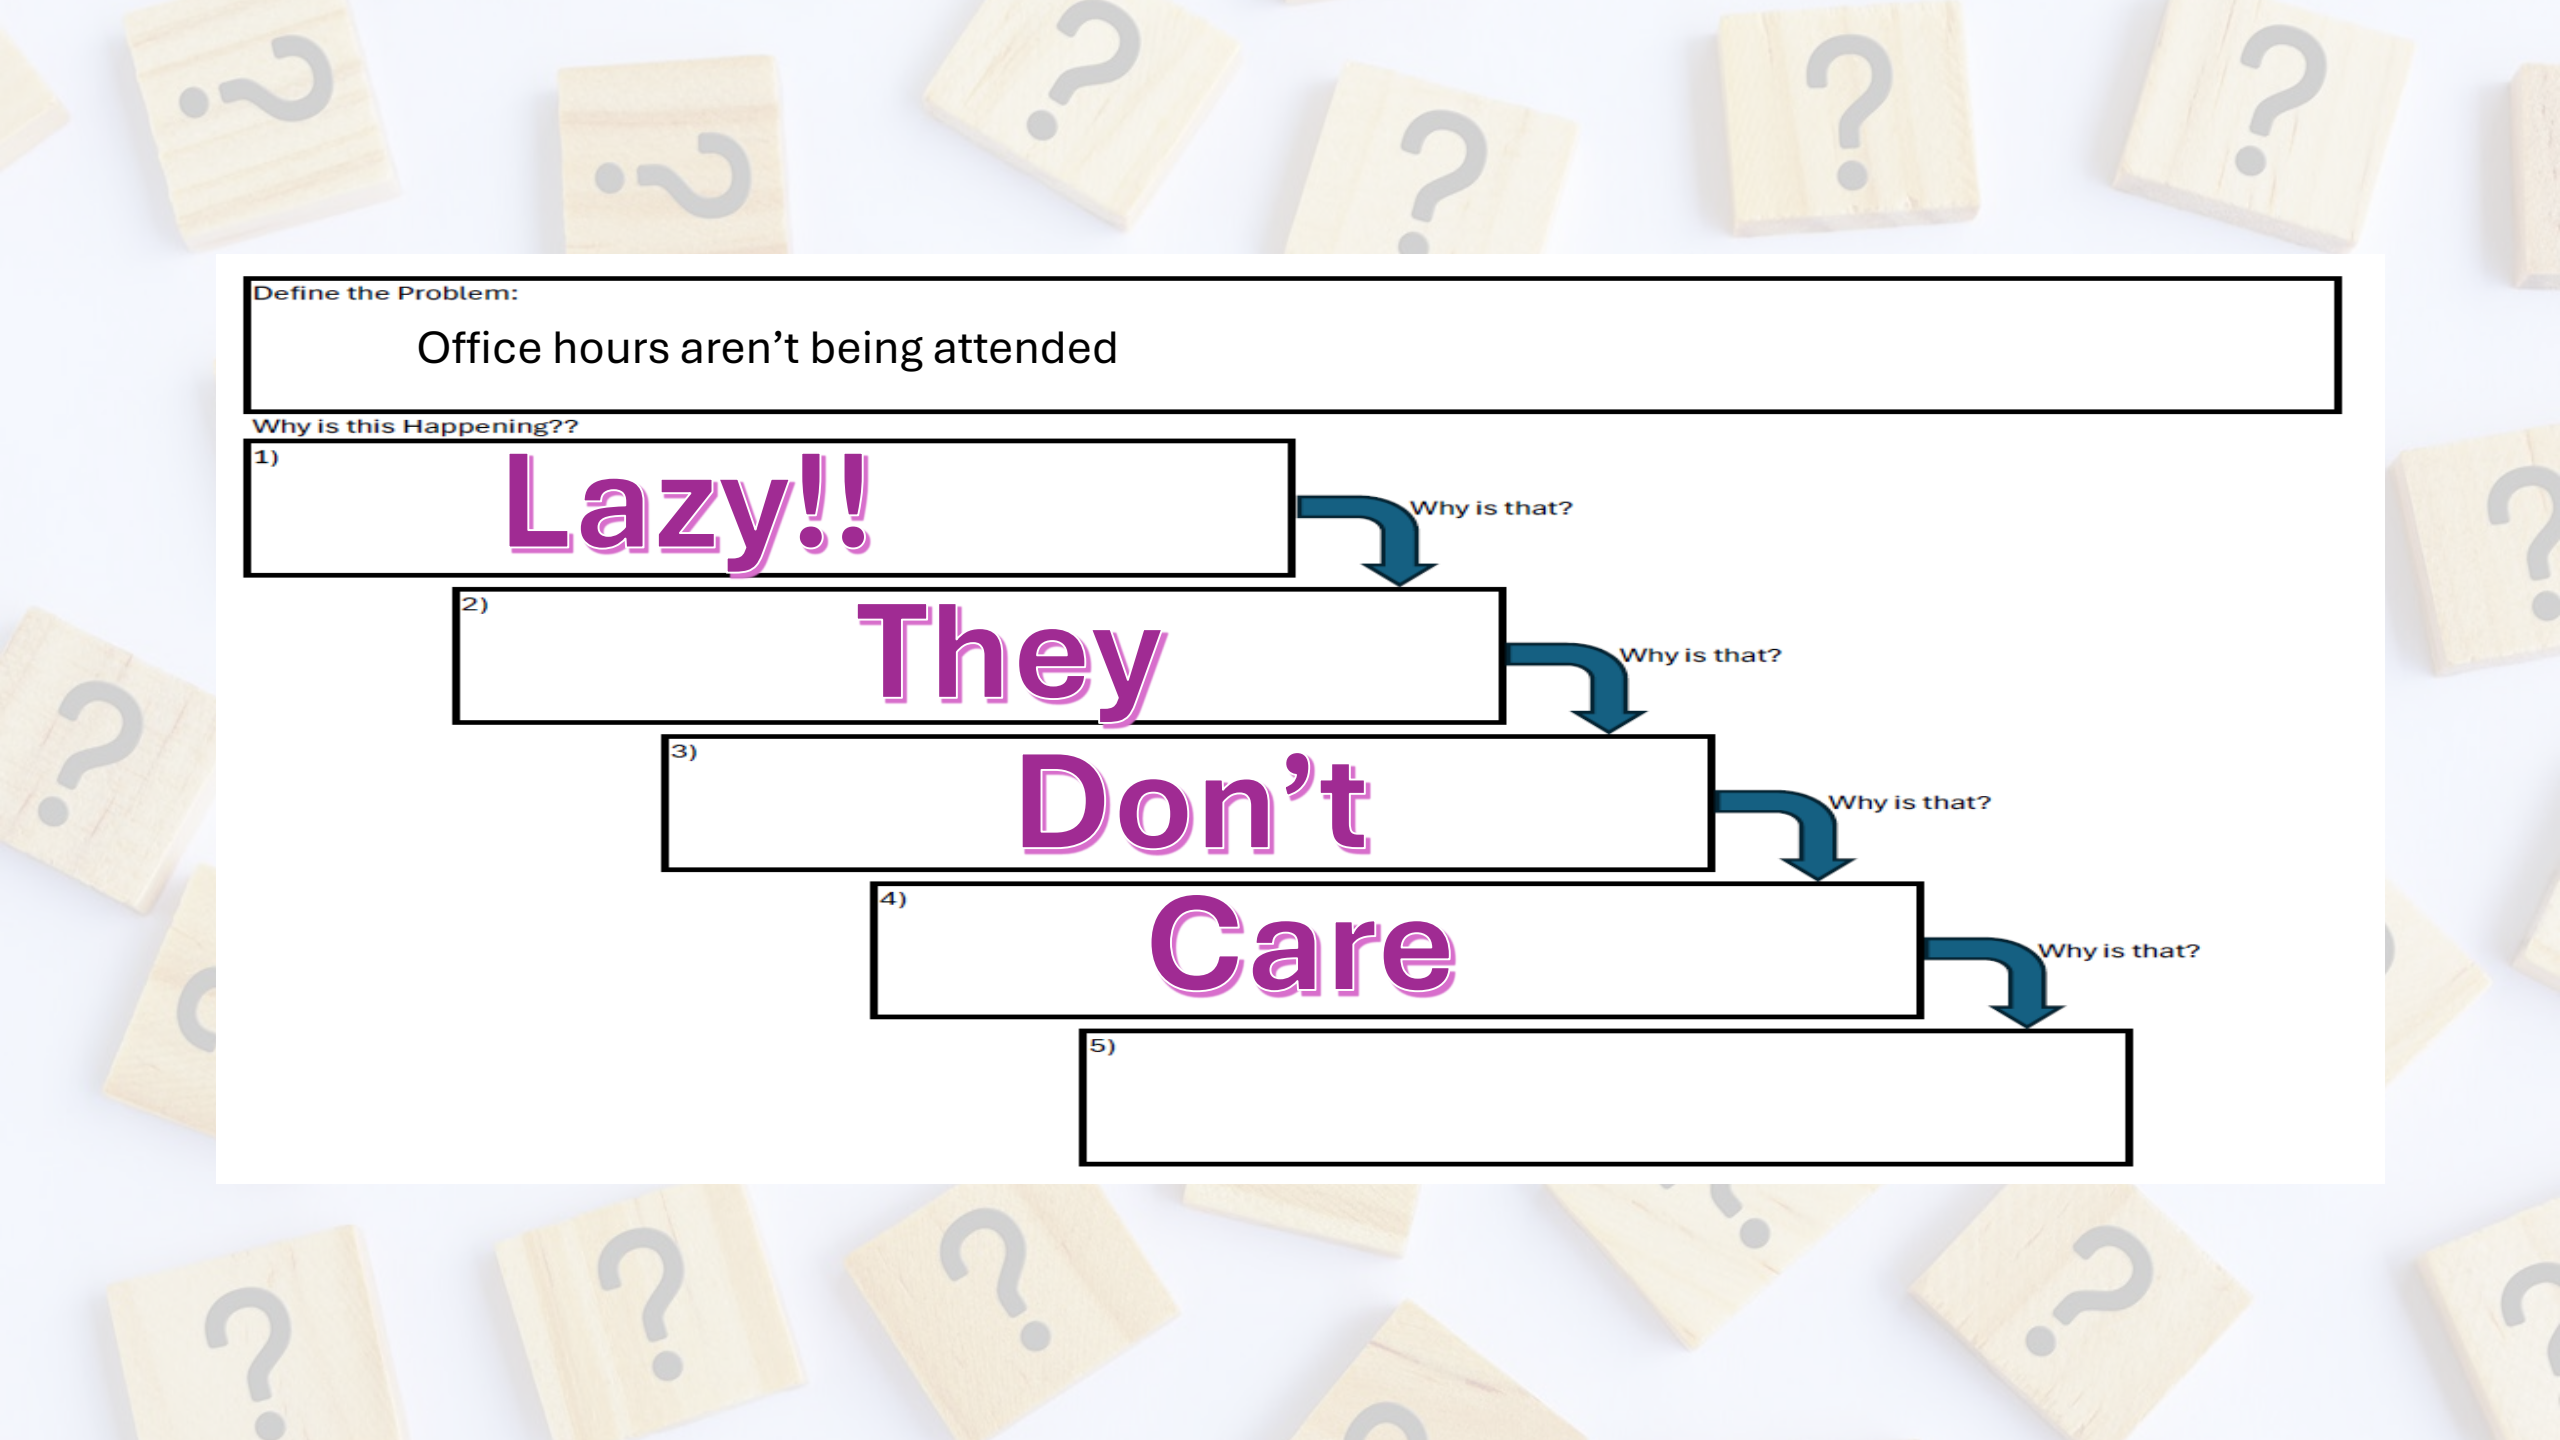 Define the Problem:
Office hours aren’t being attended
Why is this Happening??
1)
Lazy!!
Why is that?
2)
They
Why is that?
3)
Don’t
Why is that?
4)
Care
Why is that?
5)